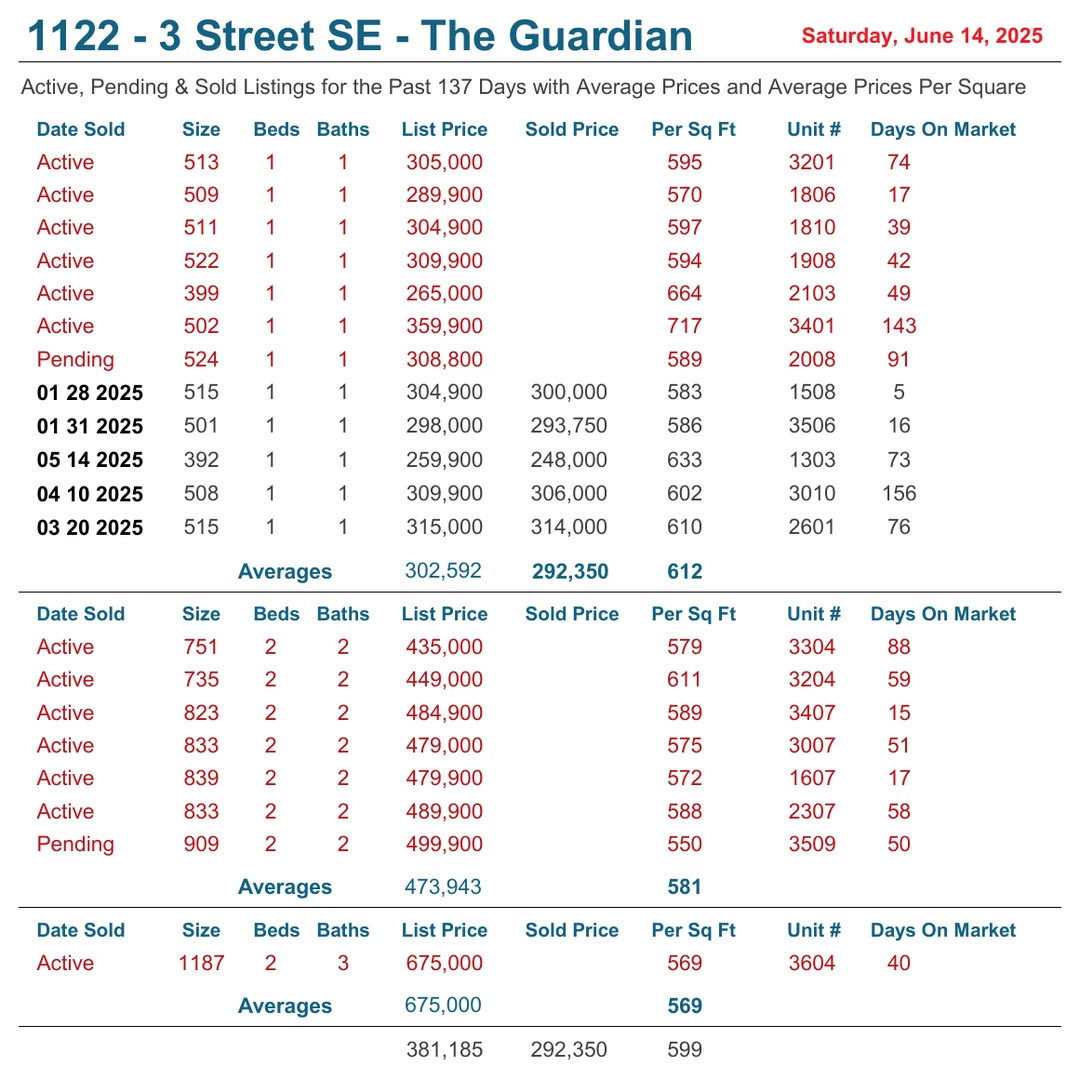 1122 - 3 Street SE - The Guardian Saturday, June 14, 2025
Active, Pending & Sold Listings for the Past 137 Days with Average Prices and Average Prices Per Square
Date Sold Size Beds Baths List Price Sold Price Per Sq Ft Unit # Days On Market
Active 513 1 1 305,000 595 3201 74
Active 509 1 1 289,900 570 1806 17
Active 511 1 1 304,900 597 1810 39
Active 522 1 1 309,900 594 1908 42
Active 399 1 1 265,000 664 2103 49
Active 502 1 1 359,900 717 3401 143
Pending 524 1 1 308,800 589 2008 91
01 28 2025 515 1 1 304,900 300,000 583 1508 5
01 31 2025 501 1 1 298,000 293,750 586 3506 16
05 14 2025 392 1 1 259,900 248,000 633 1303 73
04 10 2025 508 1 1 309,900 306,000 602 3010 156
03 20 2025 515 1 1 315,000 314,000 610 2601 76
Averages 302,592 292,350 612
Date Sold Size Beds Baths List Price Sold Price Per Sq Ft Unit # Days On Market
Active 751 2 2 435,000 579 3304 88
Active 735 2 2 449,000 611 3204 59
Active 823 2 2 484,900 589 3407 15
Active 833 2 2 479,000 575 3007 51
Active 839 2 2 479,900 572 1607 17
Active 833 2 2 489,900 588 2307 58
Pending 909 2 2 499,900 550 3509 50
Averages 473,943 581
Date Sold Size Beds Baths List Price Sold Price Per Sq Ft Unit # Days On Market
Active 1187 2 3 675,000 569 3604 40
Averages 675,000 569
381,185 292,350 599